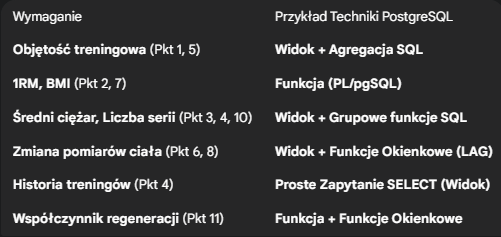 Wymaganie Przykład Techniki PostgreSQL
Objętość treningowa (Pkt 1, 5) Widok + Agregacja SQL
1RM, BMI (Pkt 2, 7) Funkcja (PL/pgSQL)
Średni ciężar, Liczba serii (Pkt 3, 4, 10) Widok + Grupowe funkcje SQL
Zmiana pomiarów ciała (Pkt 6, 8) Widok + Funkcje Okienkowe (LAG)
Historia treningów (Pkt 4) Proste Zapytanie SELECT (Widok)
Współczynnik regeneracji (Pkt 11) Funkcja + Funkcje Okienkowe